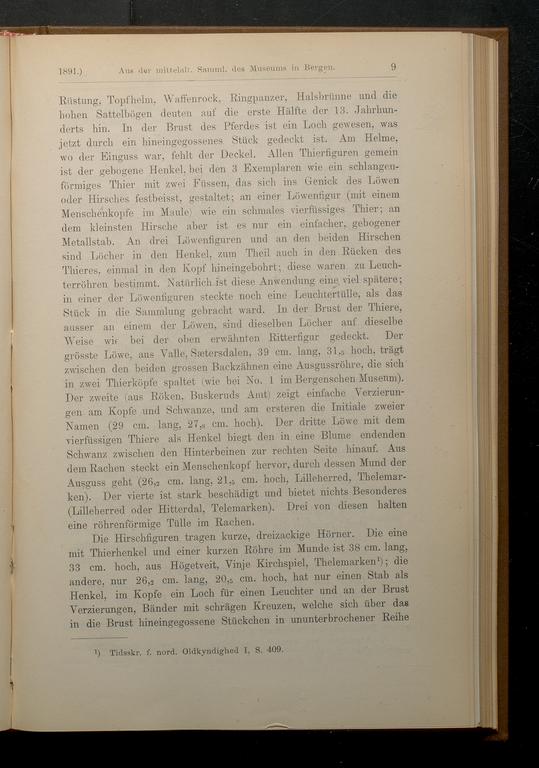 1891.) Aus der mittelalt. Samml. des Museums in Bergen. 9
Rüstung, Topfhelm, Waffenrock, Ringpanzer, Halsbrünne und die
hohen Sattelbögen deuten auf die erste Hälfte der 13. Jahrhun-
derts hin. In der Brust des Pferdes ist ein Loch gewesen, was
jetzt durch ein hineingegossenes Stück gedeckt ist. Am Helme,
wo der Einguss war, fehlt der Deckel. Allen Thierfiguren gemein
ist der gebogene Henkel, bei den 3 Exemplaren wie ein schlangen-
förmiges Thier mit zwei Füssen, das sich ins Genick des Löwen
oder Hirsches festbeisst, gestaltet; an einer Löwenfigur (mit einem
Menschenkopfe im Maule) wie ein schmales vierfüssiges Thier; an
dem kleinsten Hirsche aber ist es nur ein einfacher, gebogener
Metallstab. An drei Löwenfiguren und an den beiden Hirschen
sind Löcher in den Henkel, zum Theil auch in den Rücken des
Thieres, einmal in den Kopf hineingebohrt; diese waren zu Leuch-
terröhren bestimmt. Natürlich ist diese Anwendung eine viel spätere;
in einer der Löwenfiguren steckte noch eine Leuchtertülle, als das
Stück in die Sammlung gebracht ward. In der Brust der Thiere,
ausser an einem der Löwen, sind dieselben Löcher auf dieselbe
Weise wie bei der oben erwähnten Ritterfigur gedeckt. Der
grösste Löwe, aus Valle, Sætersdalen, 39 cm. lang, 31,5 hoch, trägt
zwischen den beiden grossen Backzähnen eine Ausgussröhre, die sich
in zwei Thierköpfe spaltet (wie bei No. 1 im Bergenschen Museum).
Der zweite (aus Röken, Buskeruds Amt) zeigt einfache Verzierun-
gen am Kopfe und Schwanze, und am ersteren die Initiale zweier
Namen (29 cm. lang, cm. hoch). Der dritte Löwe mit dem
vierfüssigen Thiere als Henkel biegt den in eine Blume endenden
Schwanz zwischen den Hinterbeinen zur rechten Seite hinauf. Aus
dem Rachen steckt ein Menschenkopf hervor, durch dessen Mund der
Ausguss geht (26,2 cm. lang, 21,5 cm. hoch, Lilleherred, Thelemar-
ken). Der vierte ist stark beschädigt und bietet nichts Besonderes
(Lilleherred oder Hitterdal, Telemarken). Drei von diesen halten
eine röhrenförmige Tülle im Rachen.
Die Hirschfiguren tragen kurze, dreizackige Hörner. Die eine
mit Thierhenkel und einer kurzen Röhre im Munde ist 38 cm. lang,
33 cm. hoch, aus Högetveit, Vinje Kirchspiel, Thelemarken¹); die
andere, nur 26,2 cm. lang, 20,5 cm. hoch, hat nur einen Stab als
Henkel, im Kopfe ein Loch für einen Leuchter und an der Brust
Verzierungen, Bänder mit schrägen Kreuzen, welche sich über das
in die Brust hineingegossene Stückchen in ununterbrochener Reihe
¹) Tidsskr. f. nord. Oldkyndighed I, S. 409.